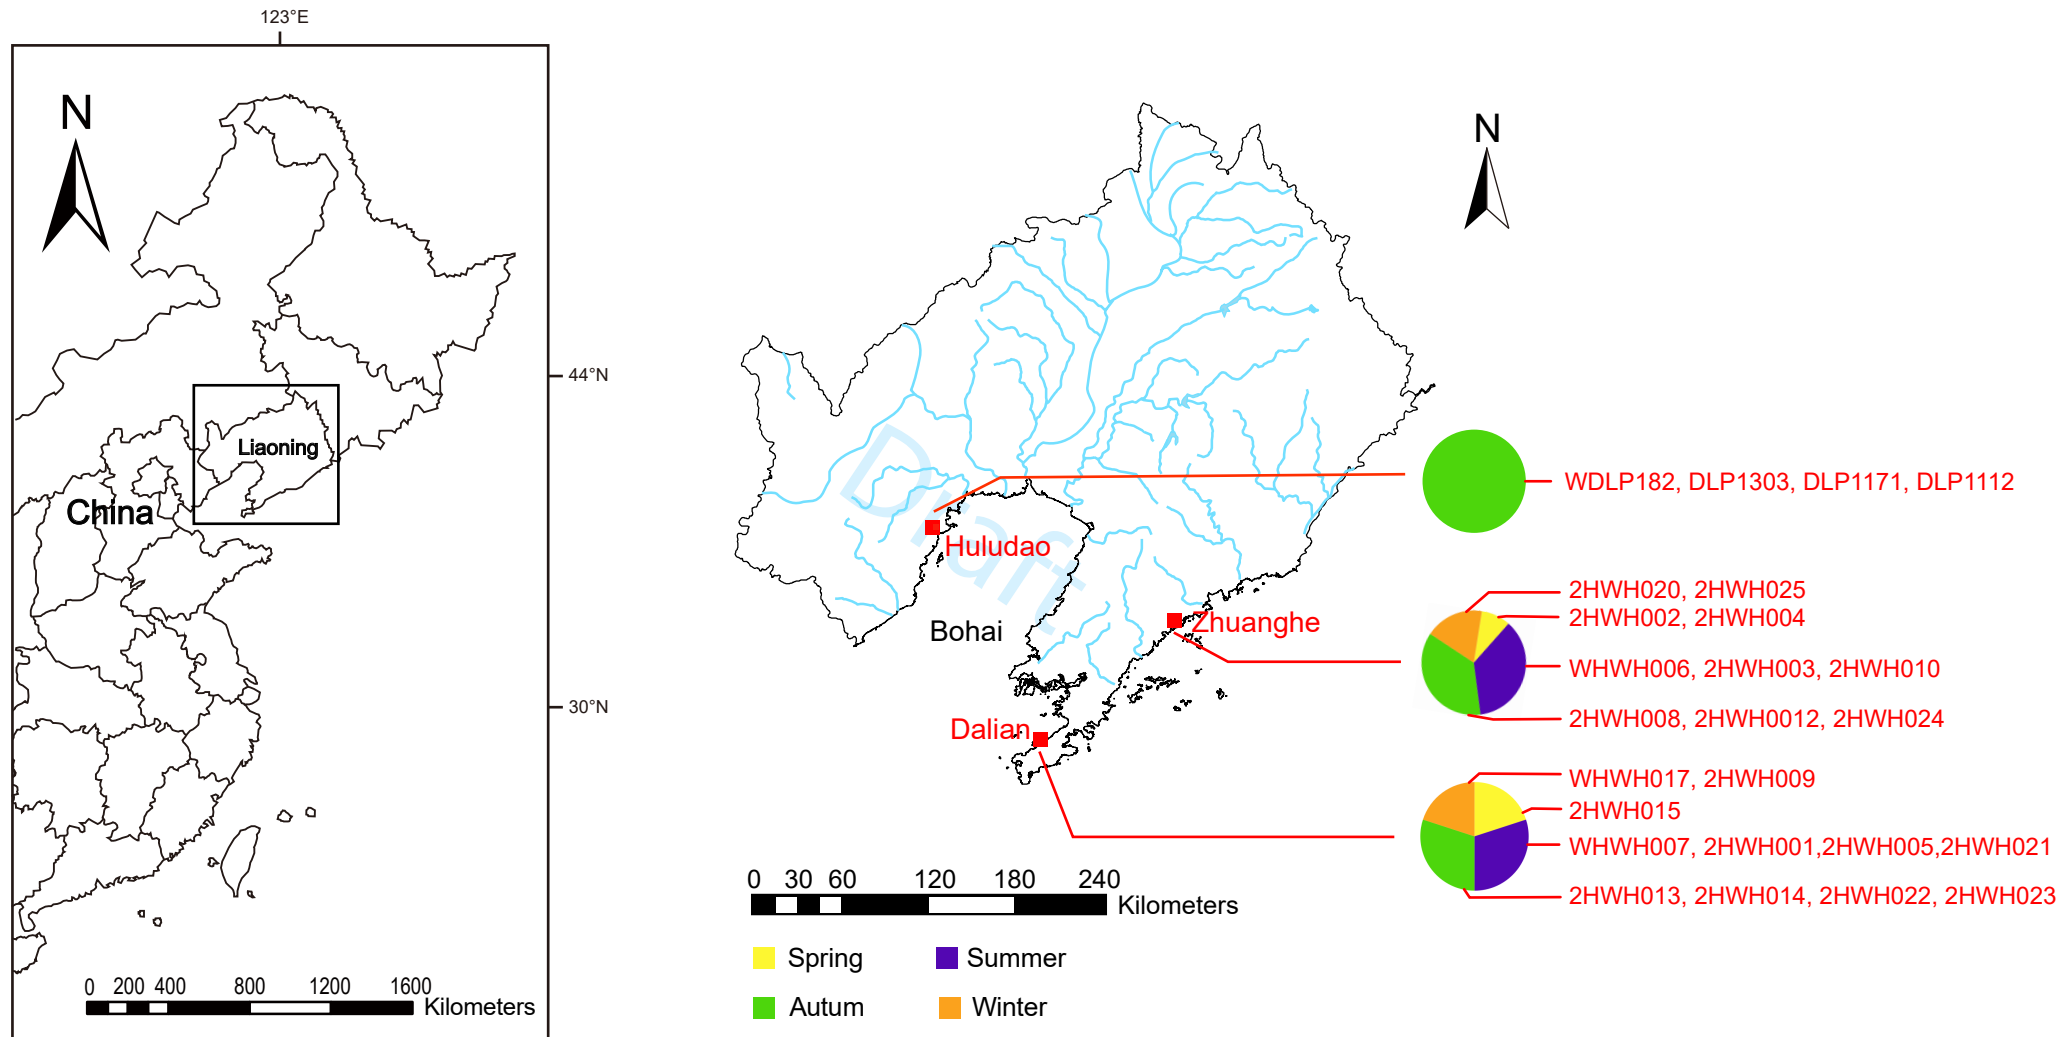 123°E
N
44°N
Liaoning
China
30°N
0 200 400 800 1200 1600
Kilometers
N
Draft
Huludao
Bohai
Zhuanghe
Dalian
WDLP182, DLP1303, DLP1171, DLP1112
2HWH020, 2HWH025
2HWH002, 2HWH004
WHWH006, 2HWH003, 2HWH010
2HWH008, 2HWH0012, 2HWH024
WHWH017, 2HWH009
2HWH015
WHWH007, 2HWH001,2HWH005,2HWH021
2HWH013, 2HWH014, 2HWH022, 2HWH023
0 30 60 120 180 240
Kilometers
Spring Summer
Autum Winter